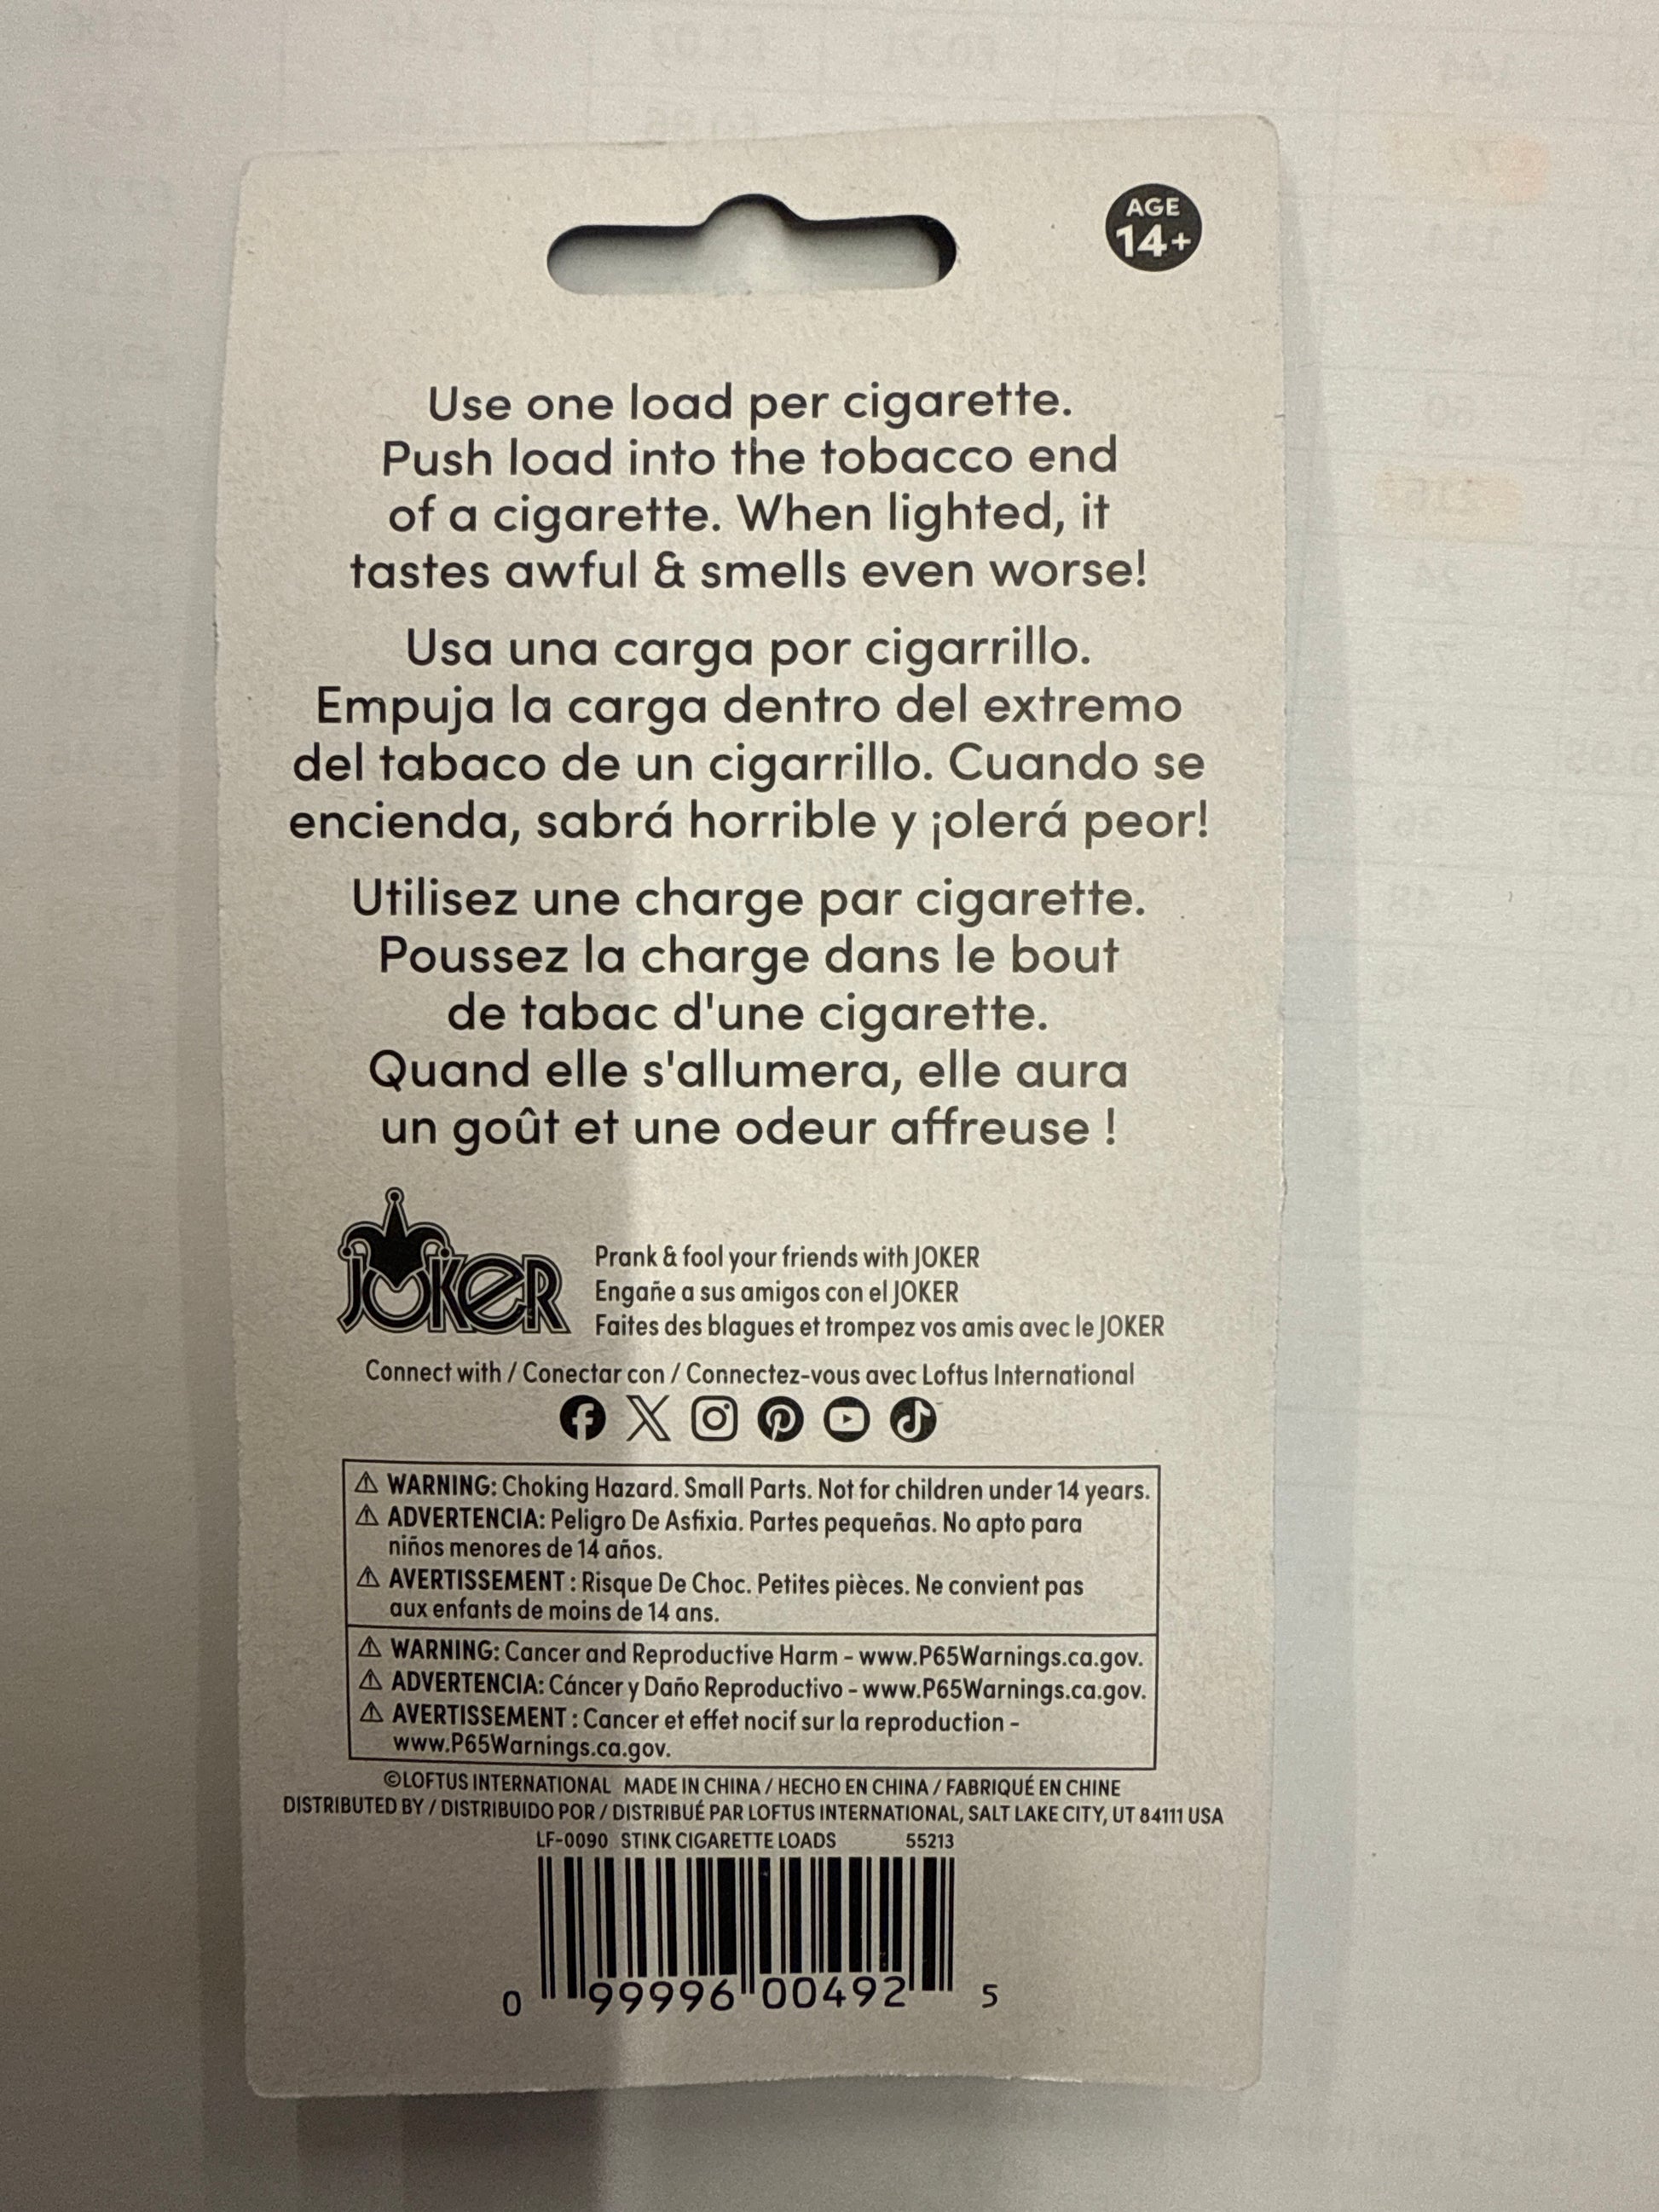 AGE
14+
Use one load per cigarette.
Push load into the tobacco end
of a cigarette. When lighted, it
tastes awful & smells even worse!
Usa una carga por cigarrillo.
Empuja la carga dentro del extremo
del tabaco de un cigarrillo. Cuando se
encienda, sabrá horrible y ¡olerá peor!
Utilisez une charge par cigarette.
Poussez la charge dans le bout
de tabac d'une cigarette.
Quand elle s'allumera, elle aura
un goût et une odeur affreuse !
JOKER
Prank & fool your friends with JOKER
Engañe a sus amigos con el JOKER
Faites des blagues et trompez vos amis avec le JOKER
Connect with / Conectar con / Connectez-vous avec Loftus International
⚠ WARNING: Choking Hazard. Small Parts. Not for children under 14 years.
⚠ ADVERTENCIA: Peligro De Asfixia. Partes pequeñas. No apto para
niños menores de 14 años.
⚠ AVERTISSEMENT : Risque De Choc. Petites pièces. Ne convient pas
aux enfants de moins de 14 ans.
⚠ WARNING: Cancer and Reproductive Harm - www.P65Warnings.ca.gov.
⚠ ADVERTENCIA: Cáncer y Daño Reproductivo - www.P65Warnings.ca.gov.
⚠ AVERTISSEMENT : Cancer et effet nocif sur la reproduction -
www.P65Warnings.ca.gov.
©LOFTUS INTERNATIONAL MADE IN CHINA / HECHO EN CHINA / FABRIQUÉ EN CHINE
DISTRIBUTED BY / DISTRIBUIDO POR / DISTRIBUÉ PAR LOFTUS INTERNATIONAL, SALT LAKE CITY, UT 84111 USA
LF-0090 STINK CIGARETTE LOADS 55213
0 99996 00492 5